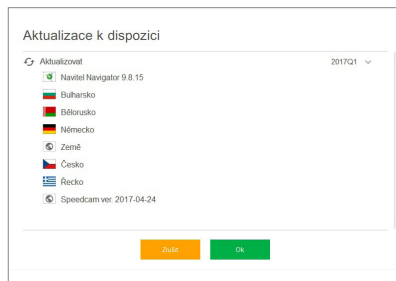 Aktualizace k dispozici
Aktualizovat 2017Q1
Navitel Navigator 9.8.15
Bulharsko
Bělorusko
Německo
Země
Česko
Řecko
Speedcam ver. 2017-04-24
Zrušit Ok